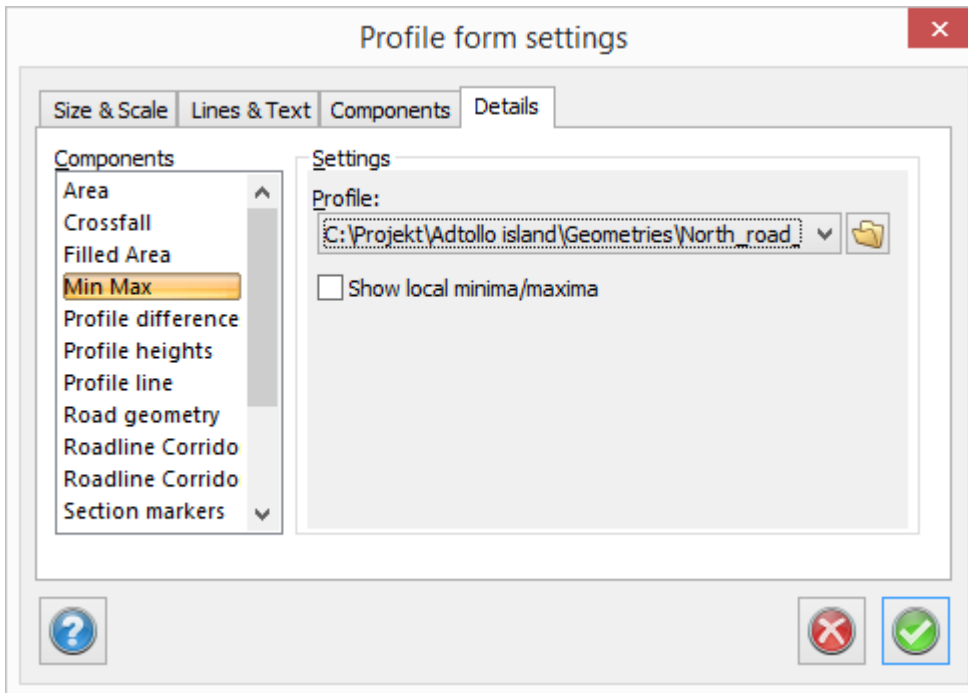 Profile form settings
Size & Scale
Lines & Text
Components
Details
Components
Area
Crossfall
Filled Area
Min Max
Profile difference
Profile heights
Profile line
Road geometry
Roadline Corrido
Roadline Corrido
Section markers
Settings
Profile:
C:\Projekt\Adtollo island\Geometries\North_road_
Show local minima/maxima